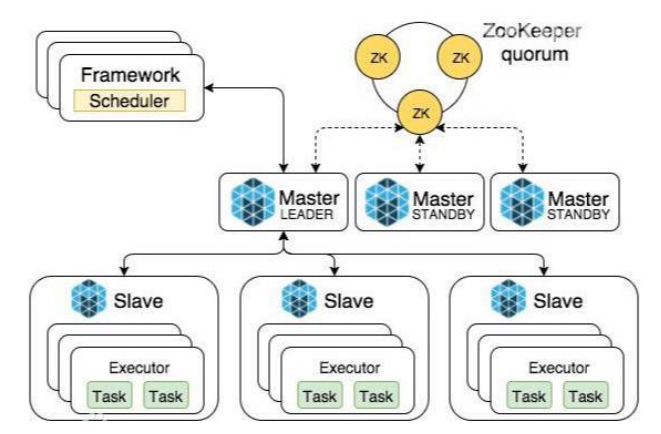 ZooKeeper
quorum
ZK
ZK
ZK
Framework
Scheduler
Master
LEADER
Master
STANDBY
Master
STANDBY
Slave
Executor
Task Task
Slave
Executor
Task Task
Slave
Executor
Task Task